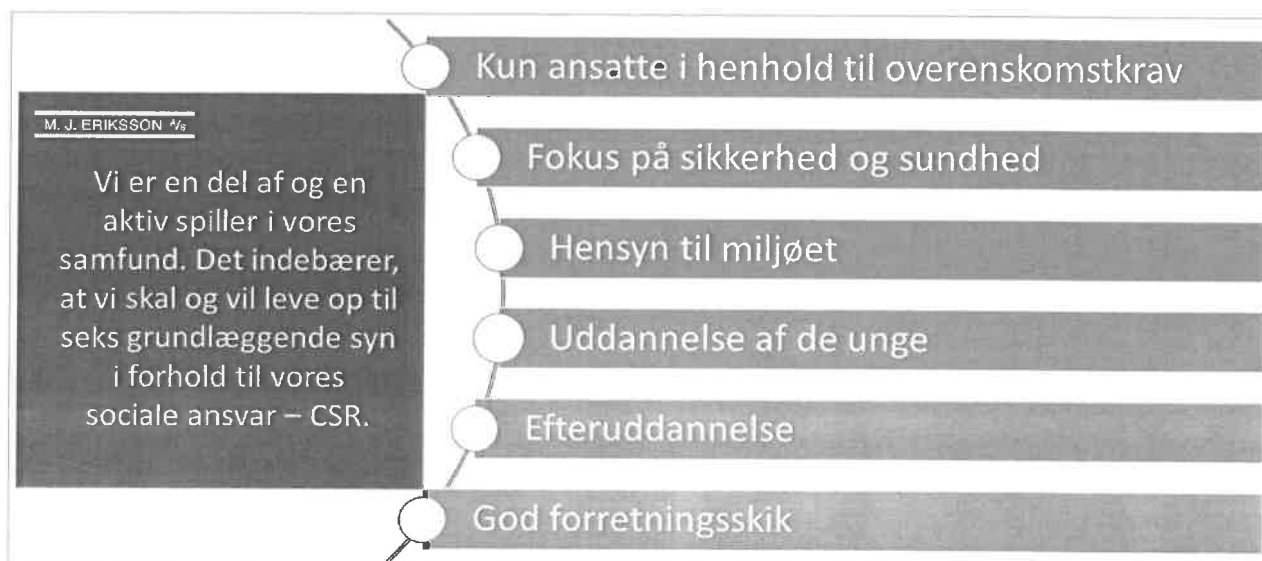 M. J. ERIKSSON A/S
Vi er en del af og en
aktiv spiller i vores
samfund. Det indebærer,
at vi skal og vil leve op til
seks grundlæggende syn
i forhold til vores
sociale ansvar – CSR.
Kun ansatte i henhold til overenskomstkrav
Fokus på sikkerhed og sundhed
Hensyn til miljøet
Uddannelse af de unge
Efteruddannelse
God forretningsskik